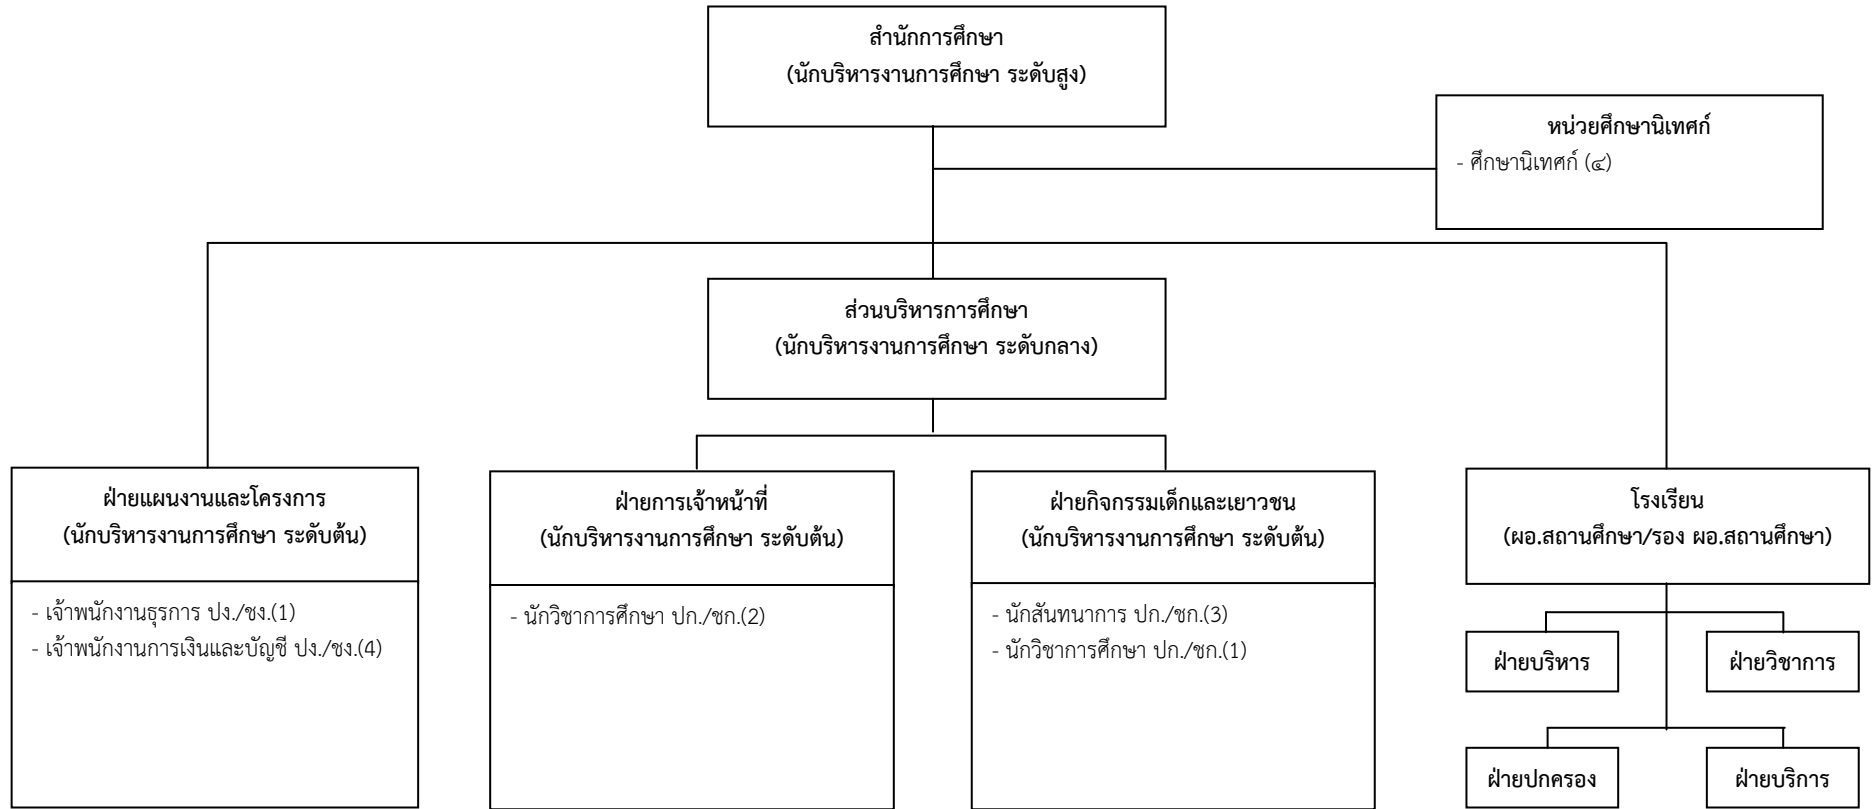 สำนักการศึกษา
(นักบริหารงานการศึกษา ระดับสูง)
หน่วยศึกษานิเทศก์
- ศึกษานิเทศก์ (๔)
ส่วนบริหารการศึกษา
(นักบริหารงานการศึกษา ระดับกลาง)
ฝ่ายแผนงานและโครงการ
(นักบริหารงานการศึกษา ระดับต้น)
- เจ้าพนักงานธุรการ ปง./ชง.(1)
- เจ้าพนักงานการเงินและบัญชี ปง./ชง.(4)
ฝ่ายการเจ้าหน้าที่
(นักบริหารงานการศึกษา ระดับต้น)
- นักวิชาการศึกษา ปก./ชก.(2)
ฝ่ายกิจกรรมเด็กและเยาวชน
(นักบริหารงานการศึกษา ระดับต้น)
- นักสันทนาการ ปก./ชก.(3)
- นักวิชาการศึกษา ปก./ชก.(1)
โรงเรียน
(ผอ.สถานศึกษา/รอง ผอ.สถานศึกษา)
ฝ่ายบริหาร
ฝ่ายวิชาการ
ฝ่ายปกครอง
ฝ่ายบริการ